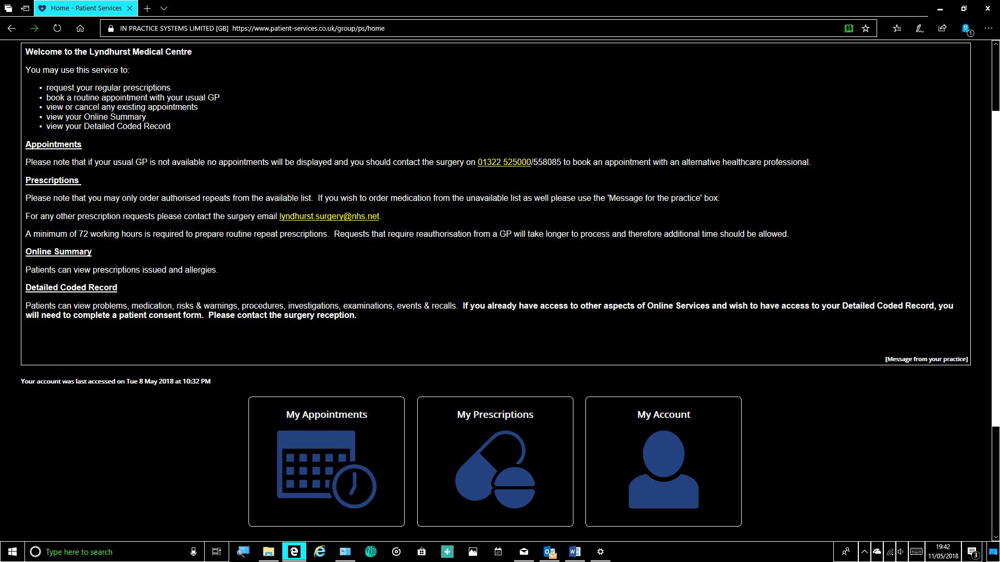 Home - Patient Services
IN PRACTICE SYSTEMS LIMITED [GB] https://www.patient-services.co.uk/group/ps/home
1
Welcome to the Lyndhurst Medical Centre
You may use this service to:
• request your regular prescriptions
• book a routine appointment with your usual GP
• view or cancel any existing appointments
• view your Online Summary
• view your Detailed Coded Record
Appointments
Please note that if your usual GP is not available no appointments will be displayed and you should contact the surgery on 01322 525000/558085 to book an appointment with an alternative healthcare professional.
Prescriptions
Please note that you may only order authorised repeats from the available list. If you wish to order medication from the unavailable list as well please use the 'Message for the practice' box.
For any other prescription requests please contact the surgery email lyndhurst.surgery@nhs.net.
A minimum of 72 working hours is required to prepare routine repeat prescriptions. Requests that require reauthorisation from a GP will take longer to process and therefore additional time should be allowed.
Online Summary
Patients can view prescriptions issued and allergies.
Detailed Coded Record
Patients can view problems, medication, risks & warnings, procedures, investigations, examinations, events & recalls. If you already have access to other aspects of Online Services and wish to have access to your Detailed Coded Record, you
will need to complete a patient consent form. Please contact the surgery reception.
[Message from your practice]
Your account was last accessed on Tue 8 May 2018 at 10:32 PM
My Appointments
My Prescriptions
My Account
Type here to search
19:42
11/05/2018
3